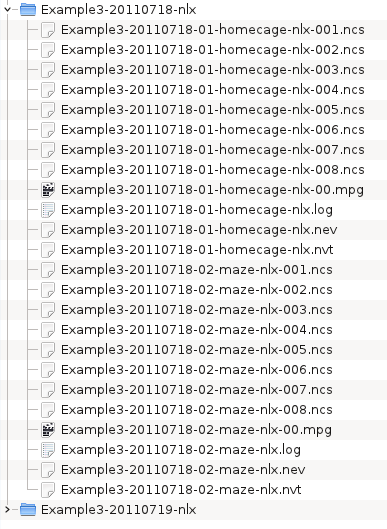 Example3-20110718-nlx
Example3-20110718-01-homecage-nlx-001.ncs
Example3-20110718-01-homecage-nlx-002.ncs
Example3-20110718-01-homecage-nlx-003.ncs
Example3-20110718-01-homecage-nlx-004.ncs
Example3-20110718-01-homecage-nlx-005.ncs
Example3-20110718-01-homecage-nlx-006.ncs
Example3-20110718-01-homecage-nlx-007.ncs
Example3-20110718-01-homecage-nlx-008.ncs
Example3-20110718-01-homecage-nlx-00.mpg
Example3-20110718-01-homecage-nlx.log
Example3-20110718-01-homecage-nlx.nev
Example3-20110718-01-homecage-nlx.nvt
Example3-20110718-02-maze-nlx-001.ncs
Example3-20110718-02-maze-nlx-002.ncs
Example3-20110718-02-maze-nlx-003.ncs
Example3-20110718-02-maze-nlx-004.ncs
Example3-20110718-02-maze-nlx-005.ncs
Example3-20110718-02-maze-nlx-006.ncs
Example3-20110718-02-maze-nlx-007.ncs
Example3-20110718-02-maze-nlx-008.ncs
Example3-20110718-02-maze-nlx-00.mpg
Example3-20110718-02-maze-nlx.log
Example3-20110718-02-maze-nlx.nev
Example3-20110718-02-maze-nlx.nvt
Example3-20110719-nlx